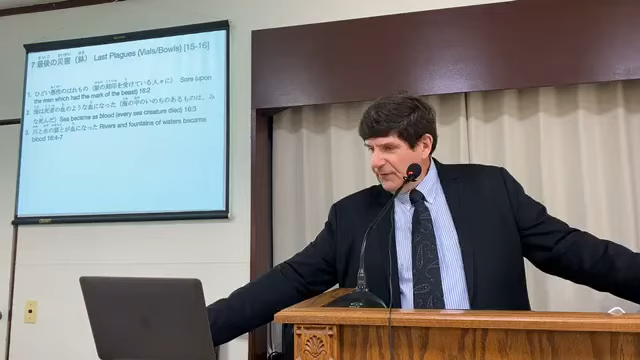 7 最後の災害（鉢） Last Plagues (Vials/Bowls) [15-16]
1. ひどい悪性のはれもの（獣の刻印を受けている人々に） Sore (upon
the men which had the mark of the beast) 16:2
2. 海は死者の血のような血になった（海の中のいのちのあるものは、み
な死んだ） Sea became as blood (every sea creature died) 16:3
3. 川と水の源とが血になった Rivers and fountains of waters became
blood 16:4-7